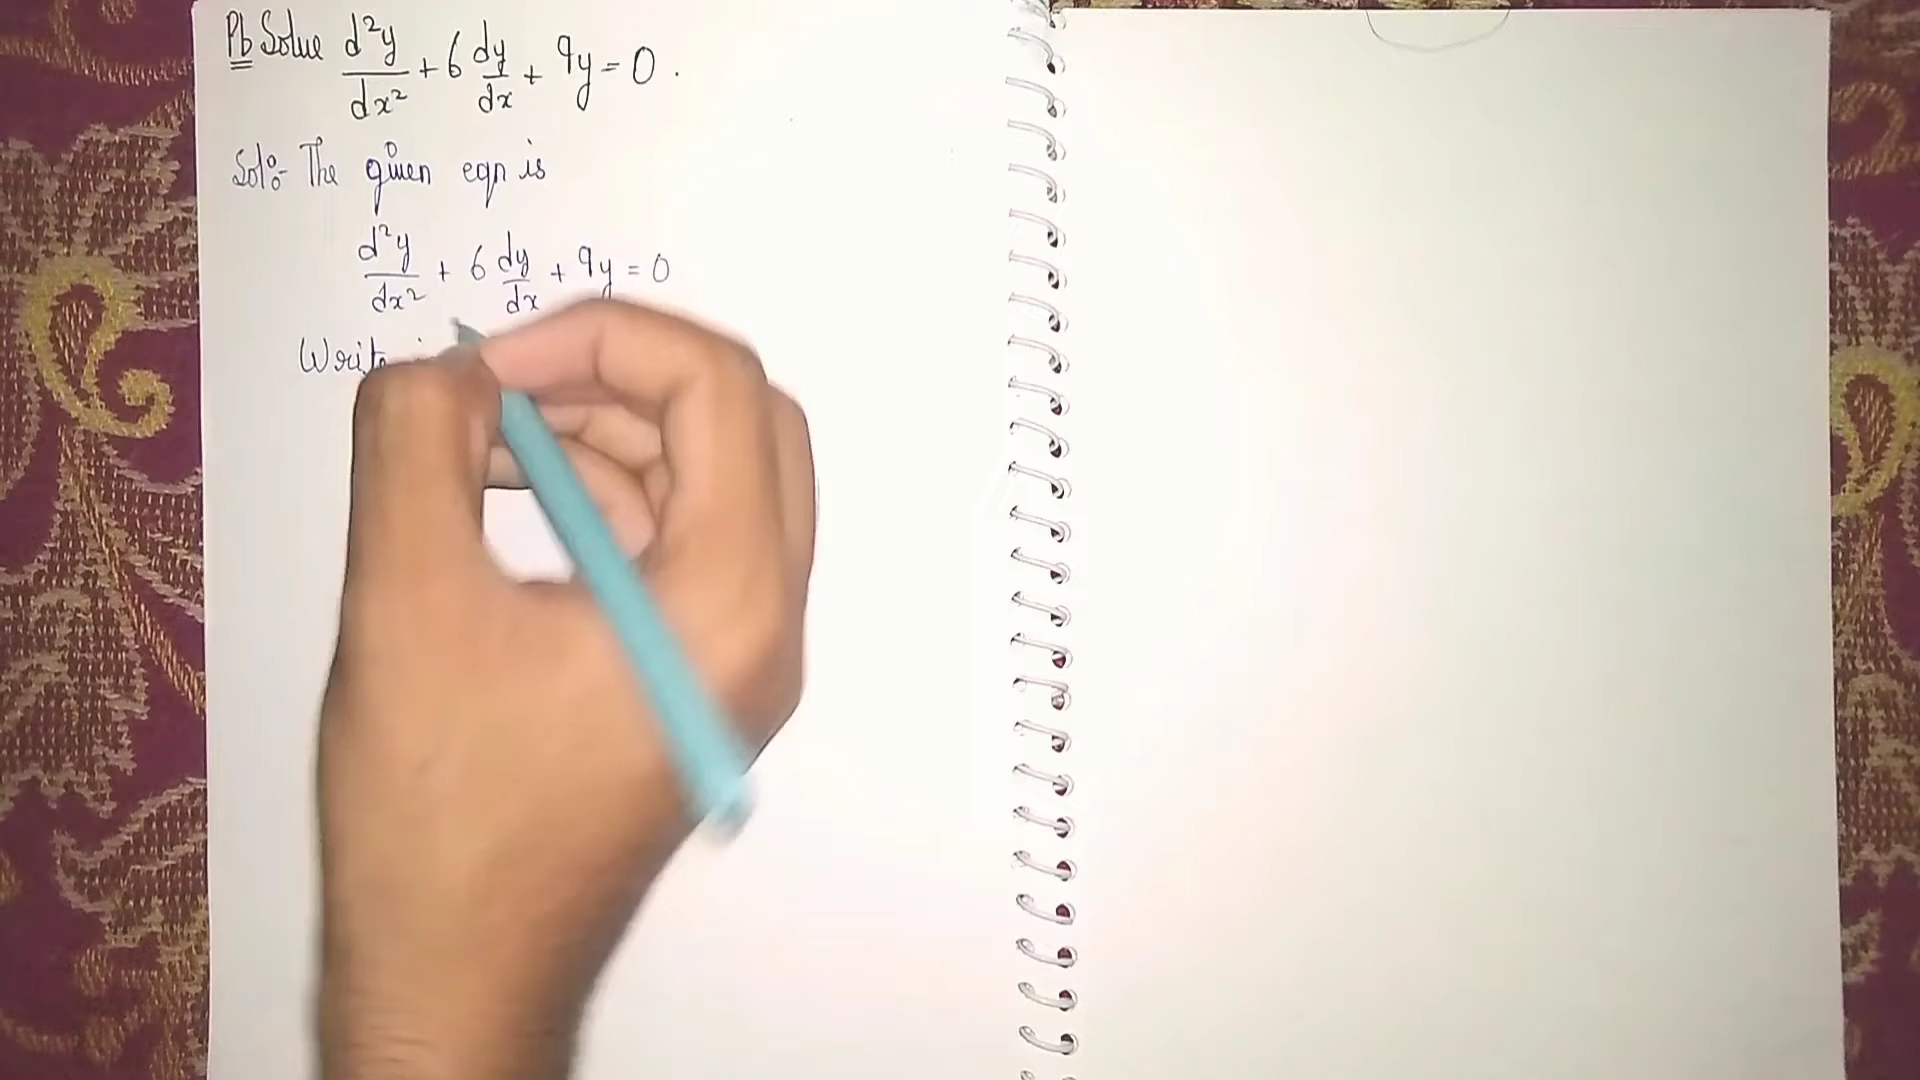 Pb Solve d²y/dx² + 6 dy/dx + 9y = 0 .
Sol:- The given eqn is
d²y/dx² + 6 dy/dx + 9y = 0
Write